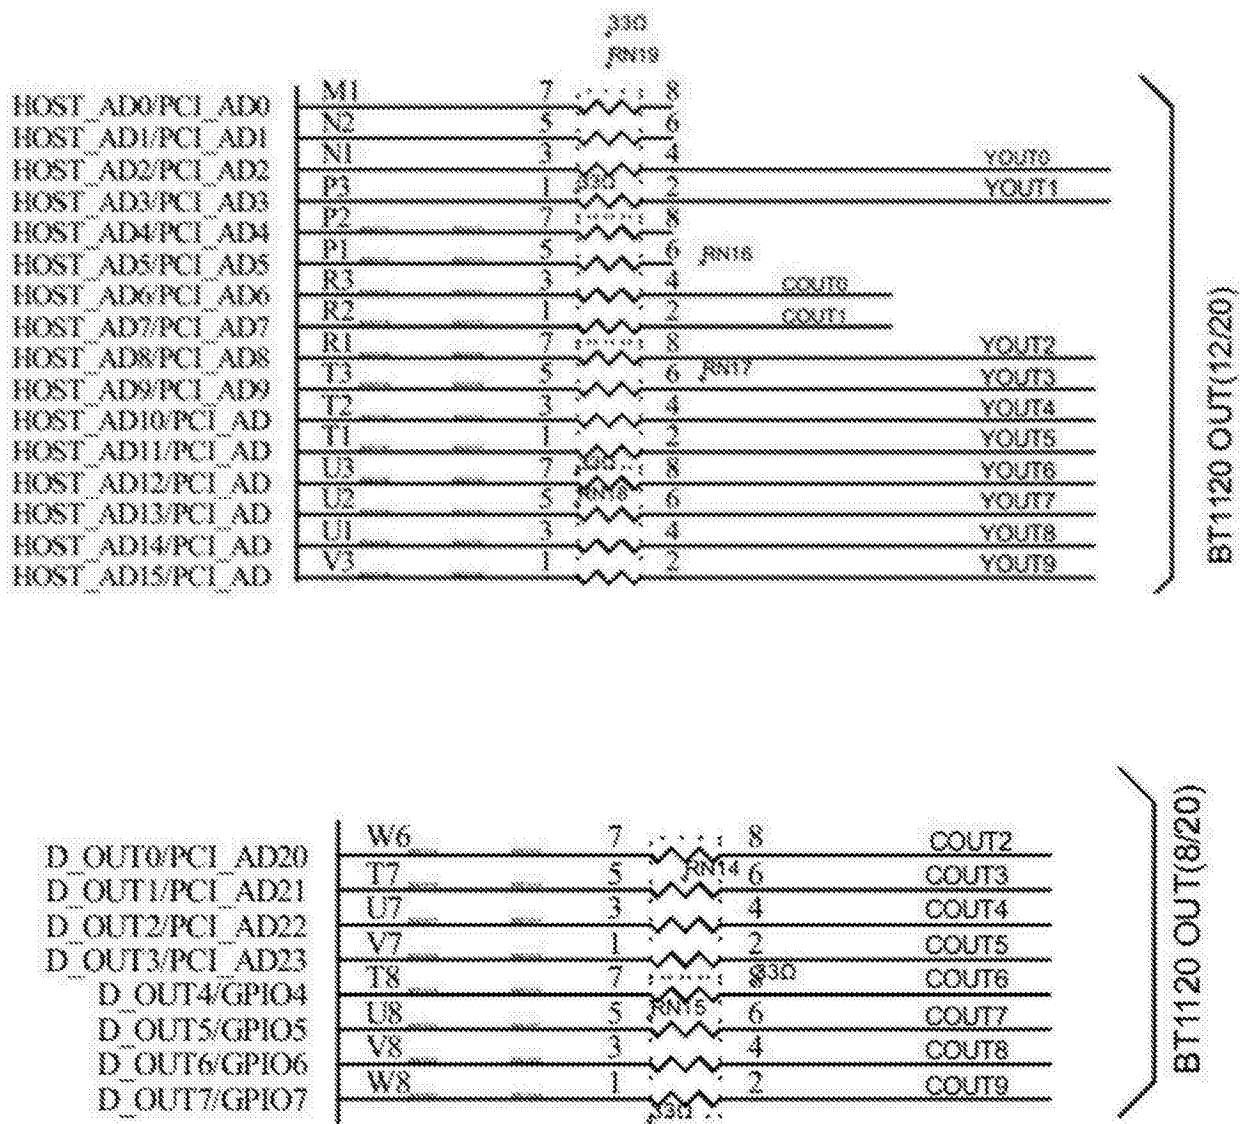 33Ω
RN19
HOST_AD0/PCI_AD0 M1 7 8
HOST_AD1/PCI_AD1 N2 5 6
HOST_AD2/PCI_AD2 N1 3 4 YOUT0
33Ω
HOST_AD3/PCI_AD3 P3 1 2 YOUT1
HOST_AD4/PCI_AD4 P2 7 8
HOST_AD5/PCI_AD5 P1 5 6 RN16
HOST_AD6/PCI_AD6 R3 3 4 COUT0
HOST_AD7/PCI_AD7 R2 1 2 COUT1
HOST_AD8/PCI_AD8 R1 7 8 YOUT2
HOST_AD9/PCI_AD9 T3 5 6 RN17 YOUT3
HOST_AD10/PCI_AD T2 3 4 YOUT4
HOST_AD11/PCI_AD T1 1 2 YOUT5
33Ω
HOST_AD12/PCI_AD U3 7 8 YOUT6
RN18
HOST_AD13/PCI_AD U2 5 6 YOUT7
HOST_AD14/PCI_AD U1 3 4 YOUT8
HOST_AD15/PCI_AD V3 1 2 YOUT9
BT1120 OUT(12/20)
D_OUT0/PCI_AD20 W6 7 8 COUT2
RN14
D_OUT1/PCI_AD21 T7 5 6 COUT3
D_OUT2/PCI_AD22 U7 3 4 COUT4
D_OUT3/PCI_AD23 V7 1 2 COUT5
33Ω
D_OUT4/GPIO4 T8 7 8 COUT6
RN15
D_OUT5/GPIO5 U8 5 6 COUT7
D_OUT6/GPIO6 V8 3 4 COUT8
D_OUT7/GPIO7 W8 1 2 COUT9
33Ω
BT1120 OUT(8/20)